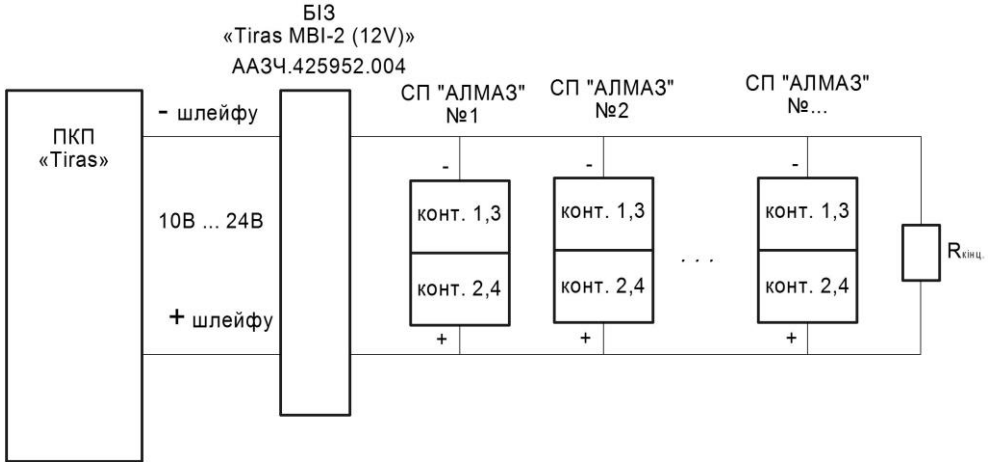 БІЗ
«Tiras MBI-2 (12V)»
ААЗЧ.425952.004
ПКП
«Tiras»
- шлейфу
10В ... 24В
+ шлейфу
СП "АЛМАЗ"
№1
СП "АЛМАЗ"
№2
СП "АЛМАЗ"
№...
-
-
-
конт. 1,3
конт. 1,3
конт. 1,3
. . .
конт. 2,4
конт. 2,4
конт. 2,4
+
+
+
Rкінц.